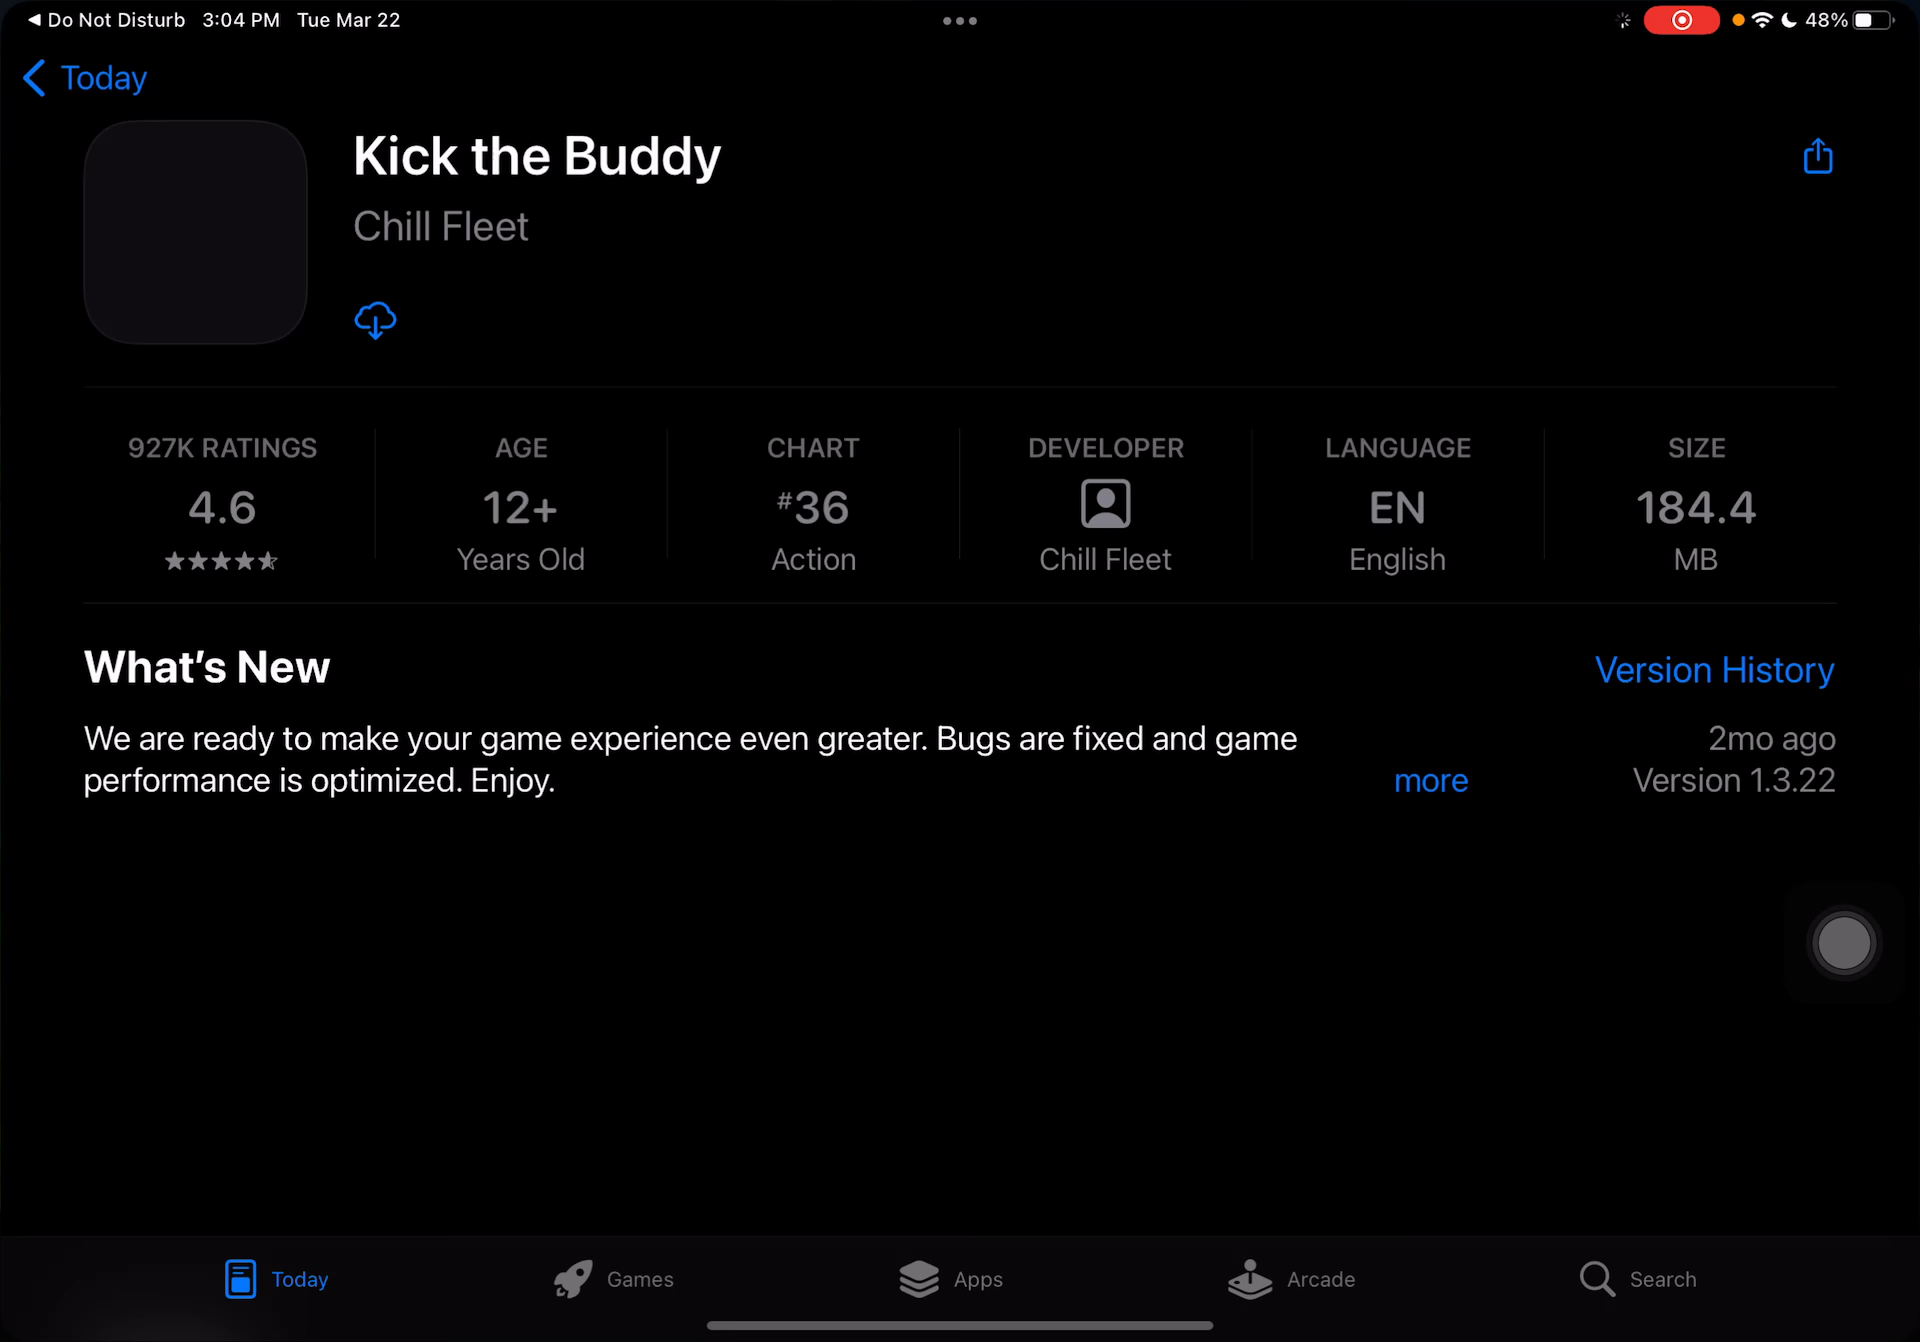 Do Not Disturb 3:04 PM Tue Mar 22
48%
Today
Kick the Buddy
Chill Fleet
927K RATINGS
4.6
AGE
12+
Years Old
CHART
#36
Action
DEVELOPER
Chill Fleet
LANGUAGE
EN
English
SIZE
184.4
MB
What's New
Version History
We are ready to make your game experience even greater. Bugs are fixed and game
performance is optimized. Enjoy.
more
2mo ago
Version 1.3.22
Today
Games
Apps
Arcade
Search